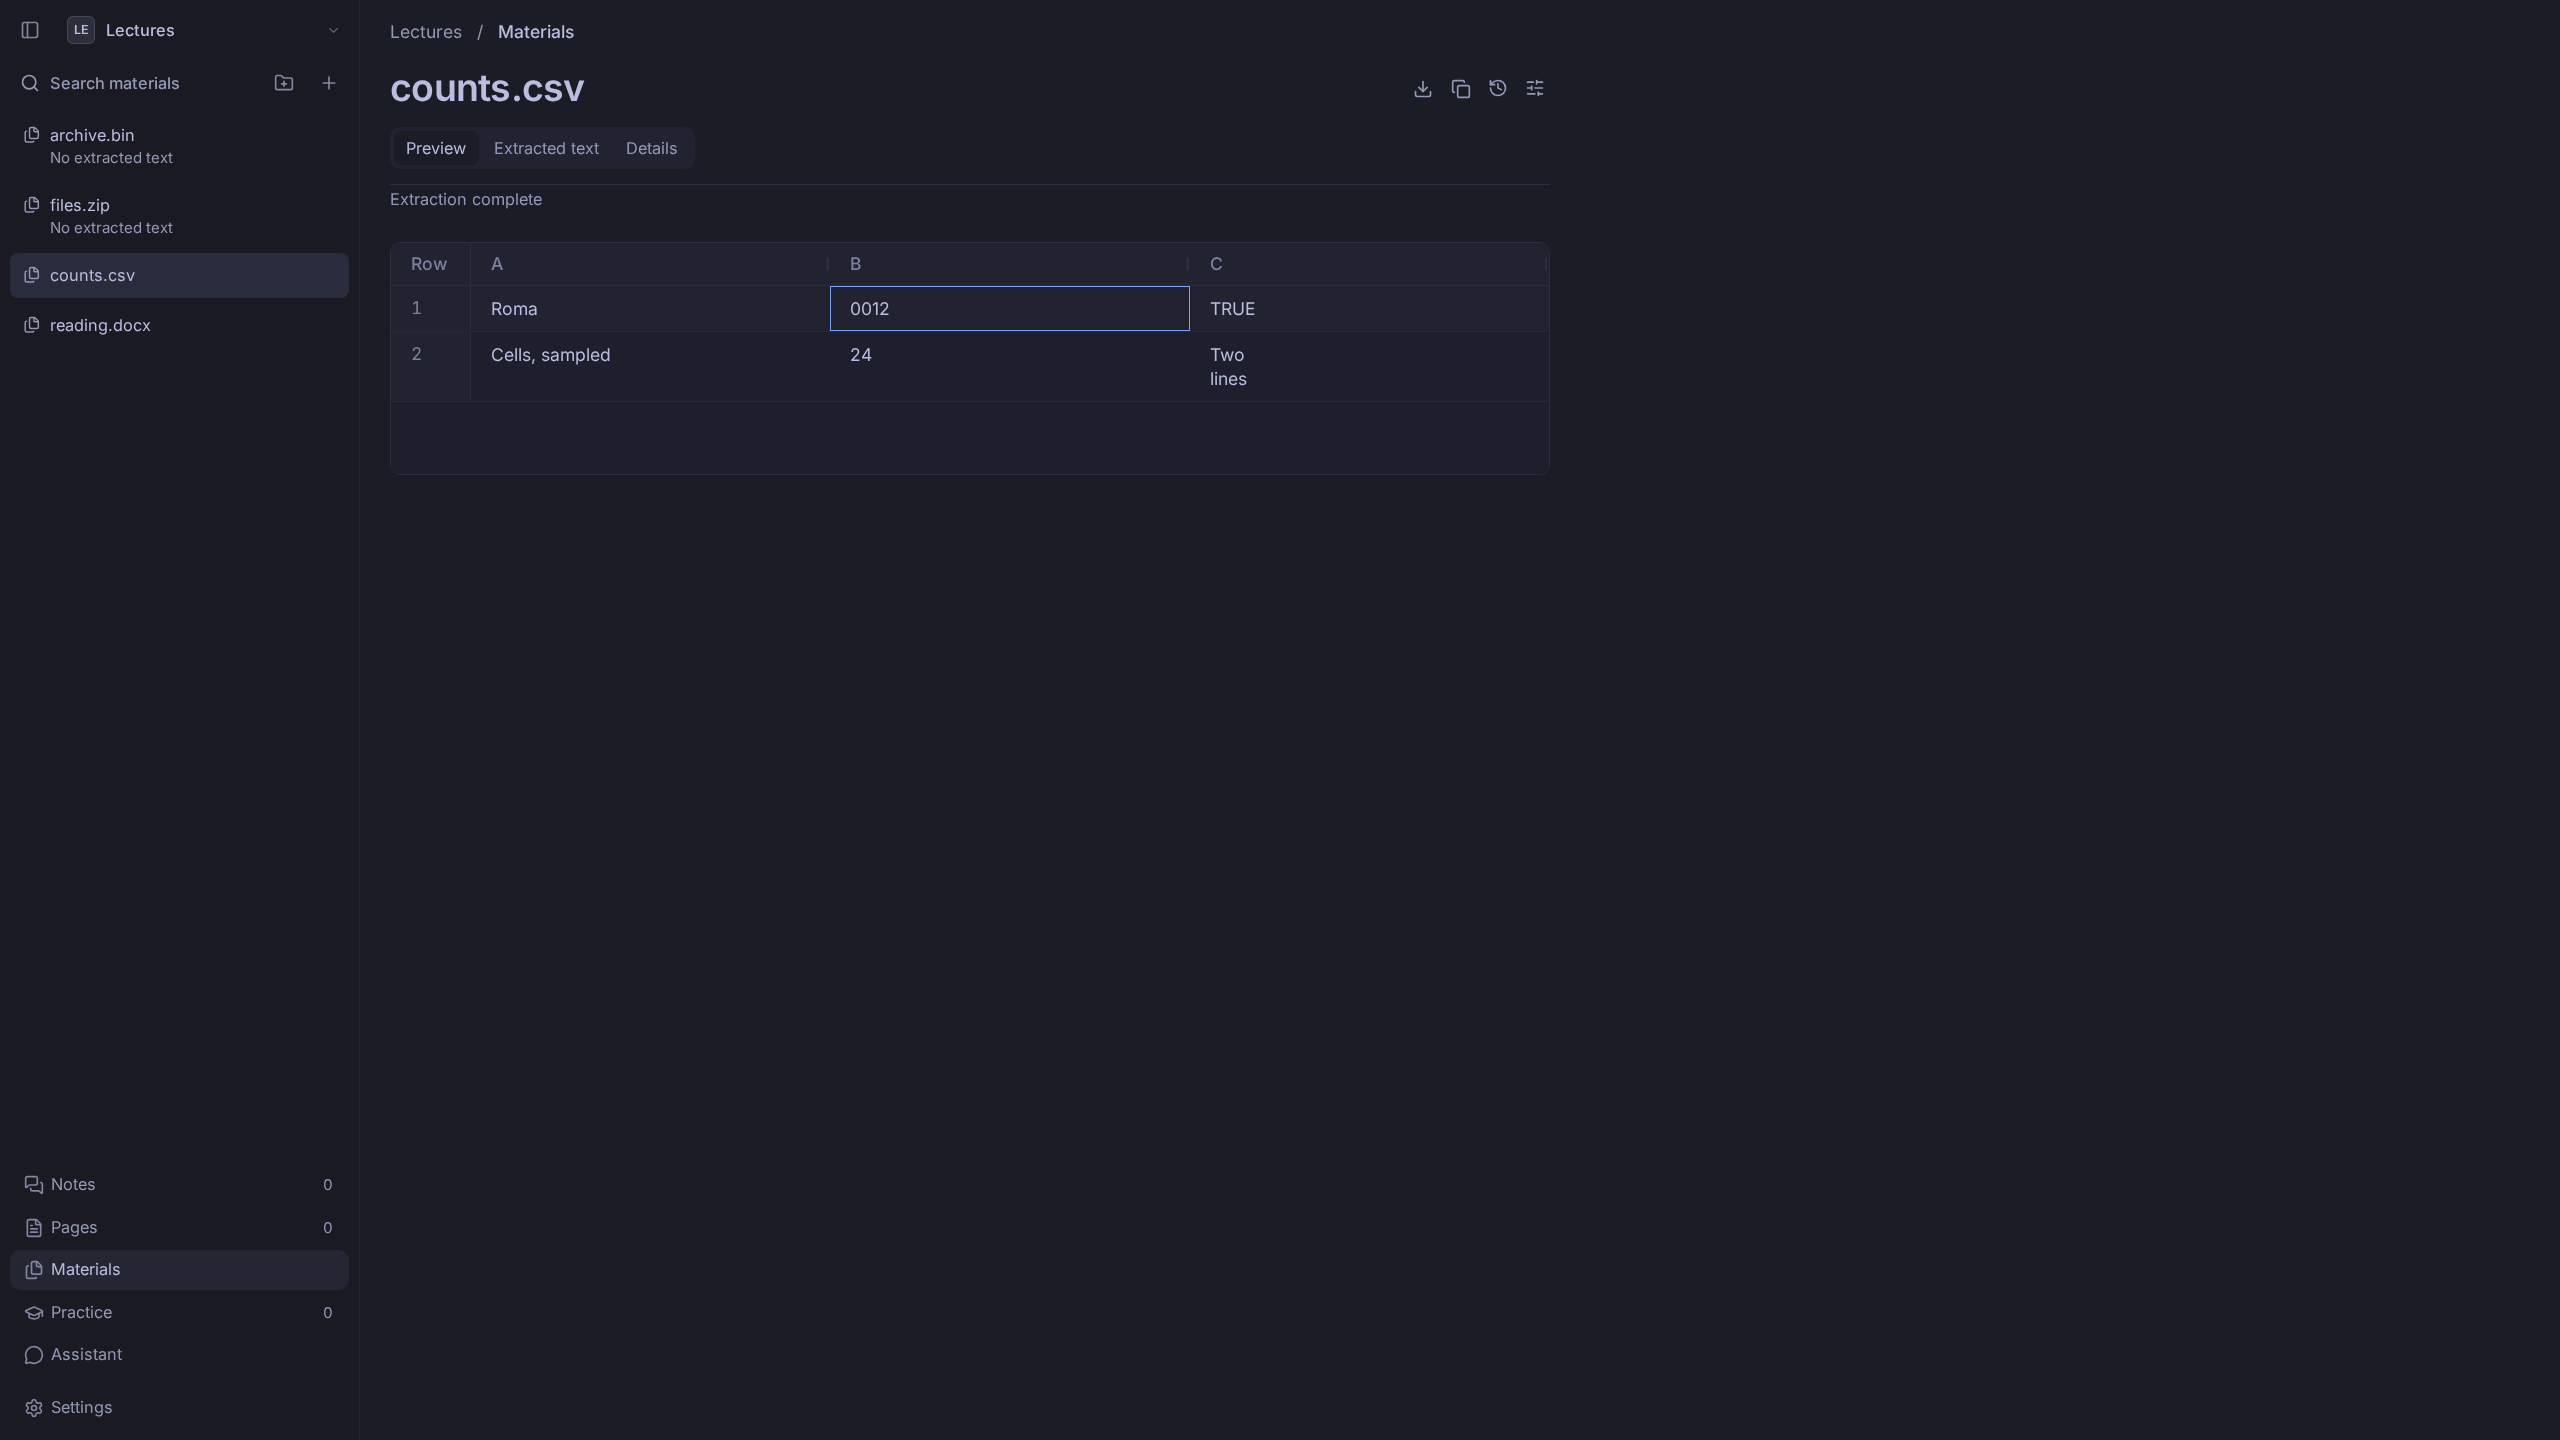 LE Lectures
Search materials
archive.bin
No extracted text
files.zip
No extracted text
counts.csv
reading.docx
Notes 0
Pages 0
Materials
Practice 0
Assistant
Settings
Lectures / Materials
counts.csv
Preview Extracted text Details
Extraction complete
Row A B C
1 Roma 0012 TRUE
2 Cells, sampled 24 Two
lines